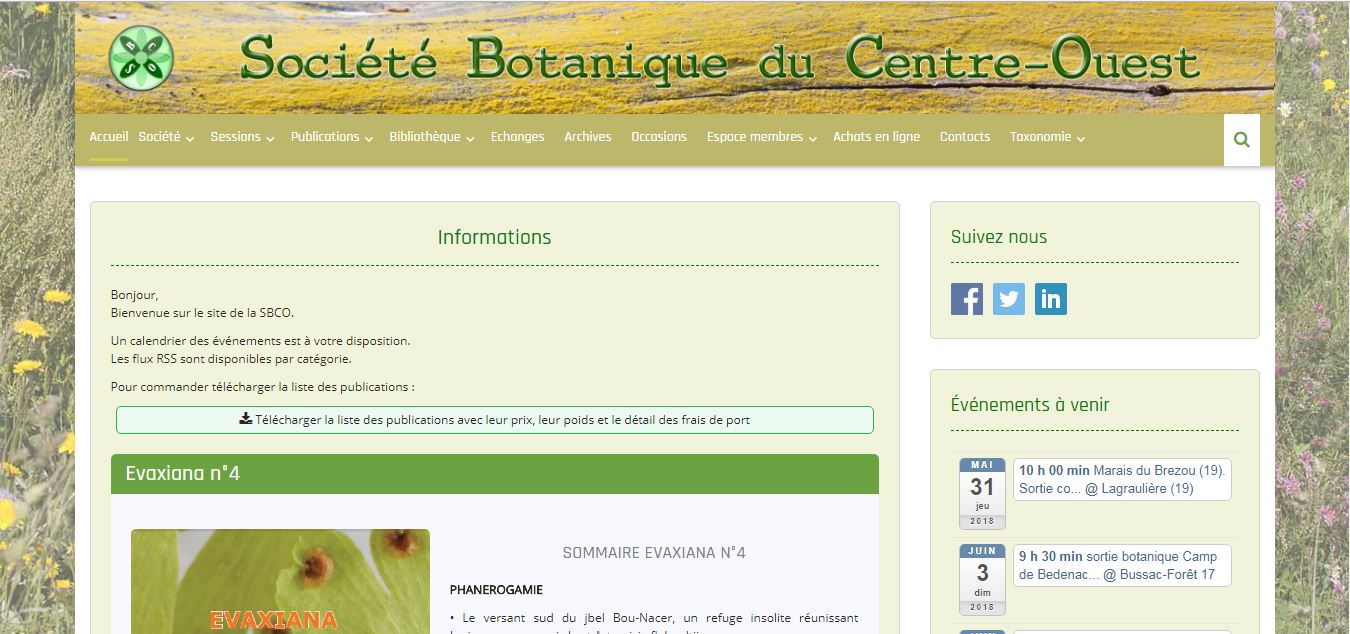 B C S O
Société Botanique du Centre-Ouest
Accueil Société Sessions Publications Bibliothèque Echanges Archives Occasions Espace membres Achats en ligne Contacts Taxonomie
Informations
Bonjour,
Bienvenue sur le site de la SBCO.
Un calendrier des événements est à votre disposition.
Les flux RSS sont disponibles par catégorie.
Pour commander télécharger la liste des publications :
Télécharger la liste des publications avec leur prix, leur poids et le détail des frais de port
Evaxiana n°4
EVAXIANA
SOMMAIRE EVAXIANA N°4
PHANEROGAMIE
• Le versant sud du jbel Bou-Nacer, un refuge insolite réunissant
Suivez nous
Événements à venir
MAI
31
jeu
2018
10 h 00 min Marais du Brezou (19).
Sortie co... @ Lagraulière (19)
JUIN
3
dim
2018
9 h 30 min sortie botanique Camp
de Bedenac... @ Bussac-Forêt 17